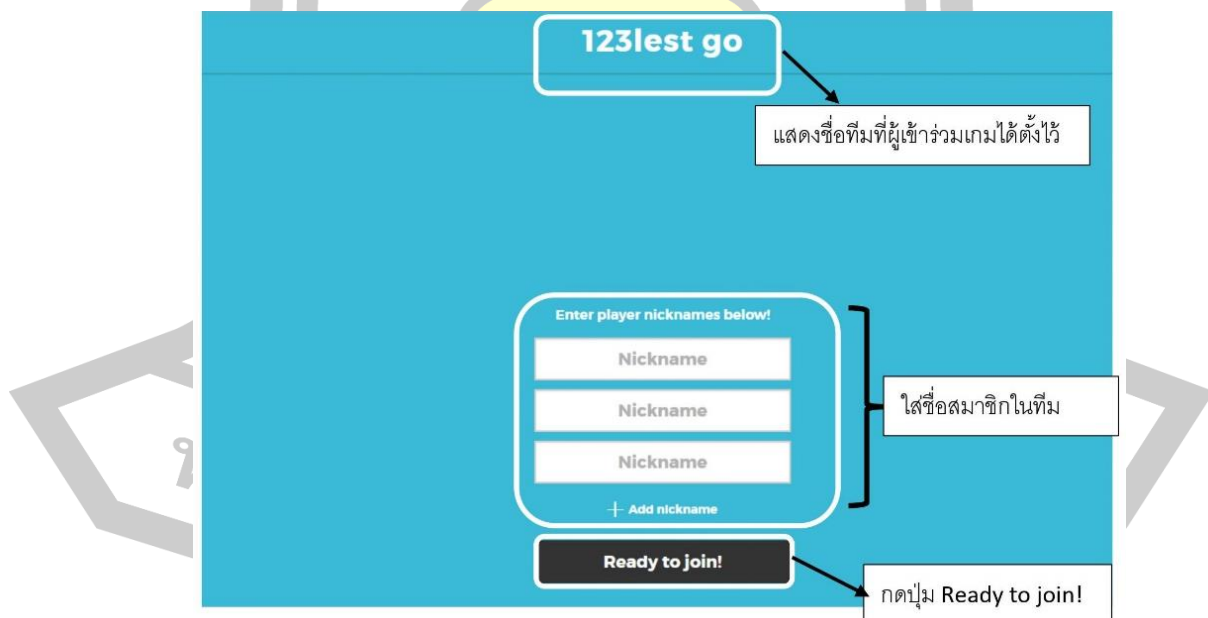 123lest go
แสดงชื่อทีมที่ผู้เข้าร่วมเกมได้ตั้งไว้
Enter player nicknames below!
Nickname
Nickname
ใส่ชื่อสมาชิกในทีม
Nickname
+ Add nickname
Ready to join!
กดปุ่ม Ready to join!